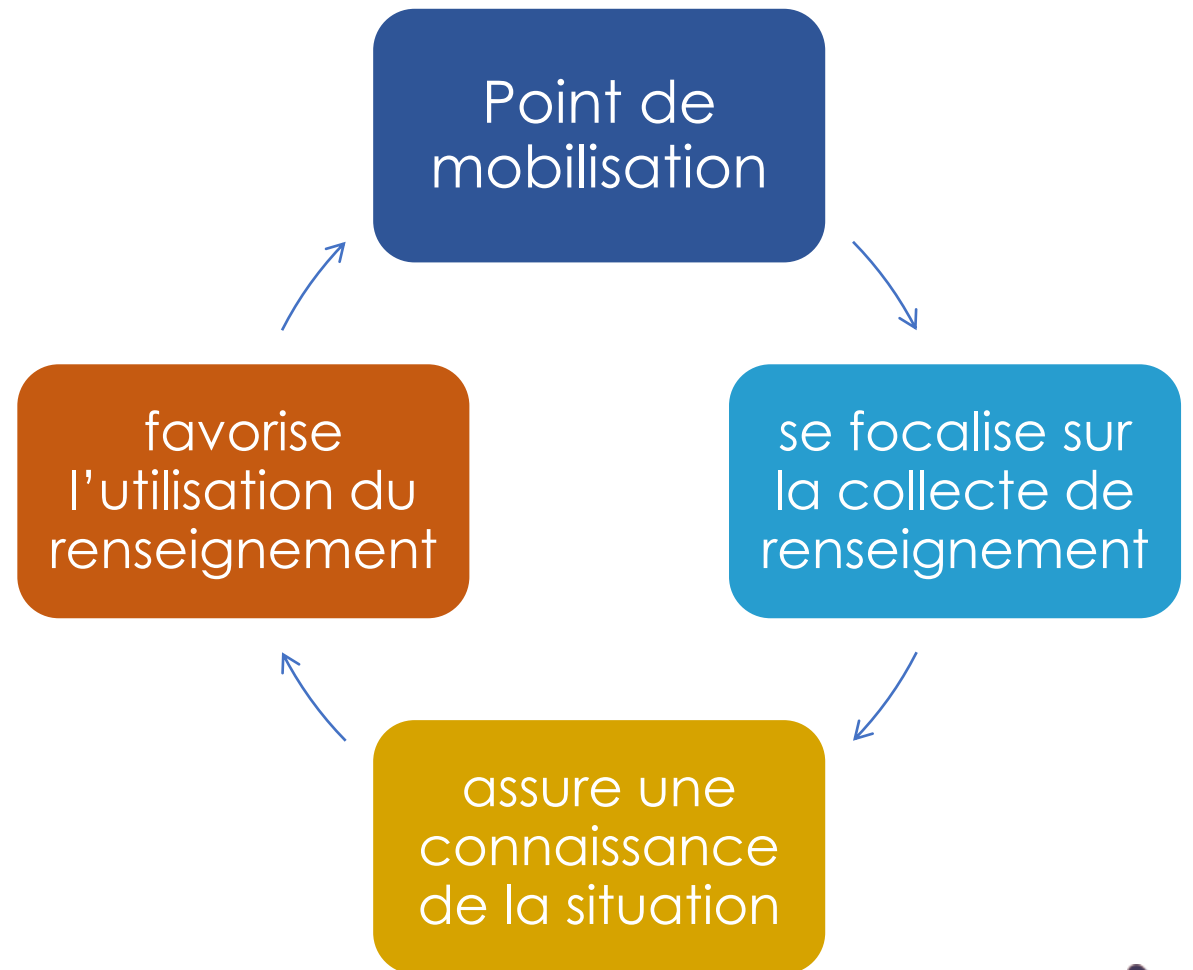 Point de
mobilisation
se focalise sur
la collecte de
renseignement
assure une
connaissance
de la situation
favorise
l’utilisation du
renseignement